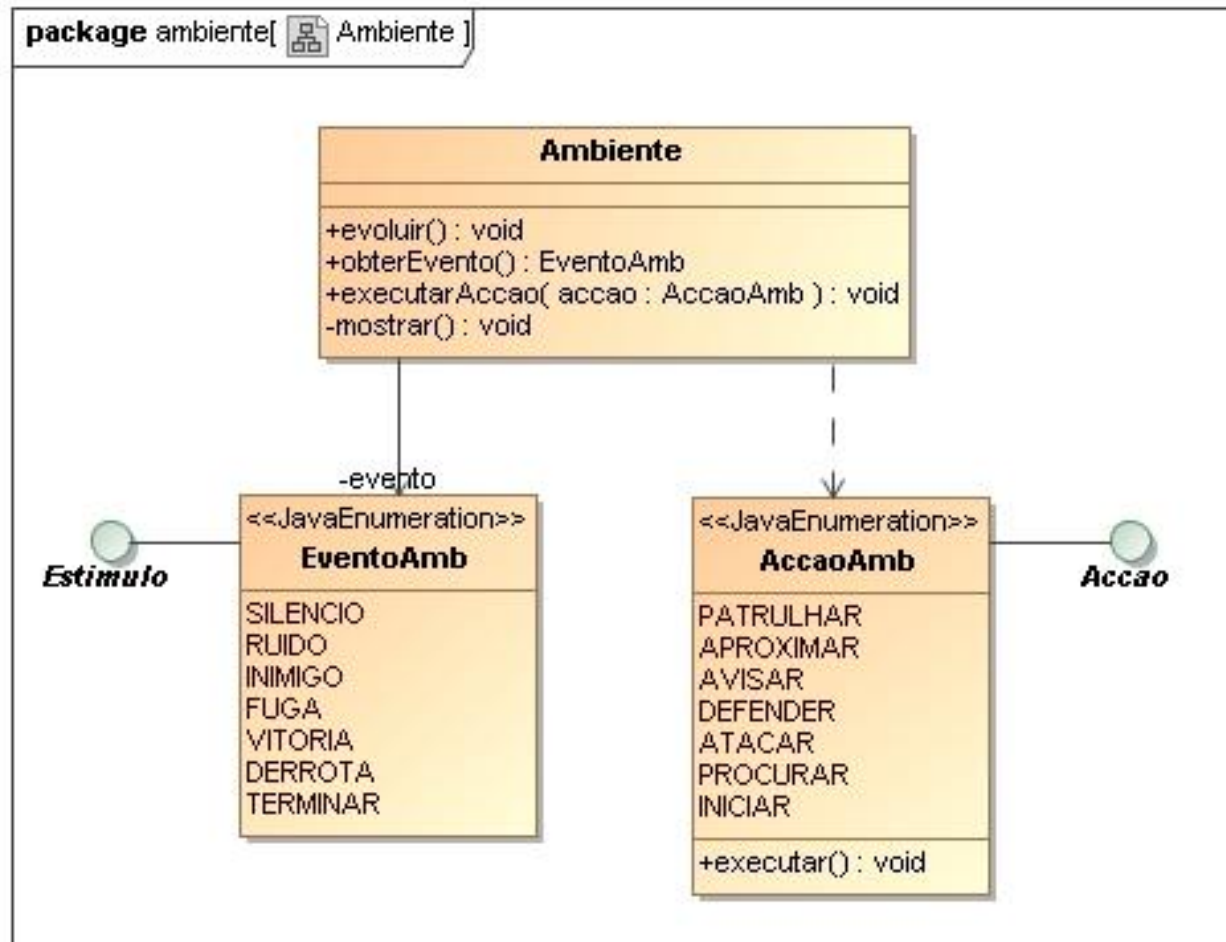 package ambiente[ Ambiente ]
Ambiente
+evoluir() : void
+obterEvento() : EventoAmb
+executarAccao( accao : AccaoAmb ) : void
-mostrar() : void
-evento
<<JavaEnumeration>>
EventoAmb
SILENCIO
RUIDO
INIMIGO
FUGA
VITORIA
DERROTA
TERMINAR
Estimulo
<<JavaEnumeration>>
AccaoAmb
PATRULHAR
APROXIMAR
AVISAR
DEFENDER
ATACAR
PROCURAR
INICIAR
+executar() : void
Accao